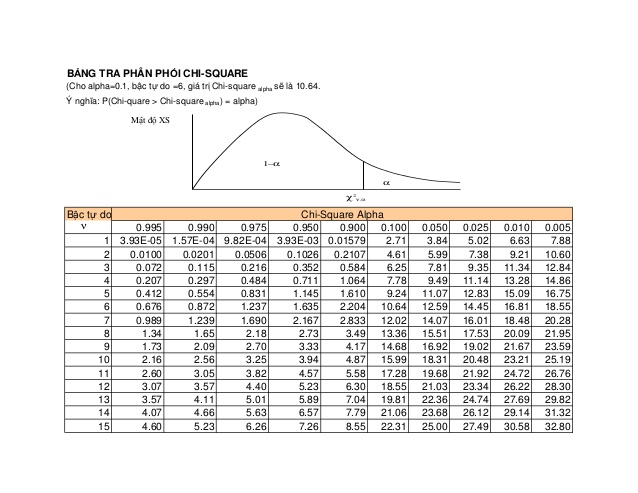 BẢNG TRA PHÂN PHỐI CHI-SQUARE
(Cho alpha=0.1, bậc tự do =6, giá trị Chi-square alpha sẽ là 10.64.
Ý nghĩa: P(Chi-quare > Chi-square alpha) = alpha)
Mật độ XS
1−α
α
χ²v,α
Bậc tự do Chi-Square Alpha
ν 0.995 0.990 0.975 0.950 0.900 0.100 0.050 0.025 0.010 0.005
1 3.93E-05 1.57E-04 9.82E-04 3.93E-03 0.01579 2.71 3.84 5.02 6.63 7.88
2 0.0100 0.0201 0.0506 0.1026 0.2107 4.61 5.99 7.38 9.21 10.60
3 0.072 0.115 0.216 0.352 0.584 6.25 7.81 9.35 11.34 12.84
4 0.207 0.297 0.484 0.711 1.064 7.78 9.49 11.14 13.28 14.86
5 0.412 0.554 0.831 1.145 1.610 9.24 11.07 12.83 15.09 16.75
6 0.676 0.872 1.237 1.635 2.204 10.64 12.59 14.45 16.81 18.55
7 0.989 1.239 1.690 2.167 2.833 12.02 14.07 16.01 18.48 20.28
8 1.34 1.65 2.18 2.73 3.49 13.36 15.51 17.53 20.09 21.95
9 1.73 2.09 2.70 3.33 4.17 14.68 16.92 19.02 21.67 23.59
10 2.16 2.56 3.25 3.94 4.87 15.99 18.31 20.48 23.21 25.19
11 2.60 3.05 3.82 4.57 5.58 17.28 19.68 21.92 24.72 26.76
12 3.07 3.57 4.40 5.23 6.30 18.55 21.03 23.34 26.22 28.30
13 3.57 4.11 5.01 5.89 7.04 19.81 22.36 24.74 27.69 29.82
14 4.07 4.66 5.63 6.57 7.79 21.06 23.68 26.12 29.14 31.32
15 4.60 5.23 6.26 7.26 8.55 22.31 25.00 27.49 30.58 32.80